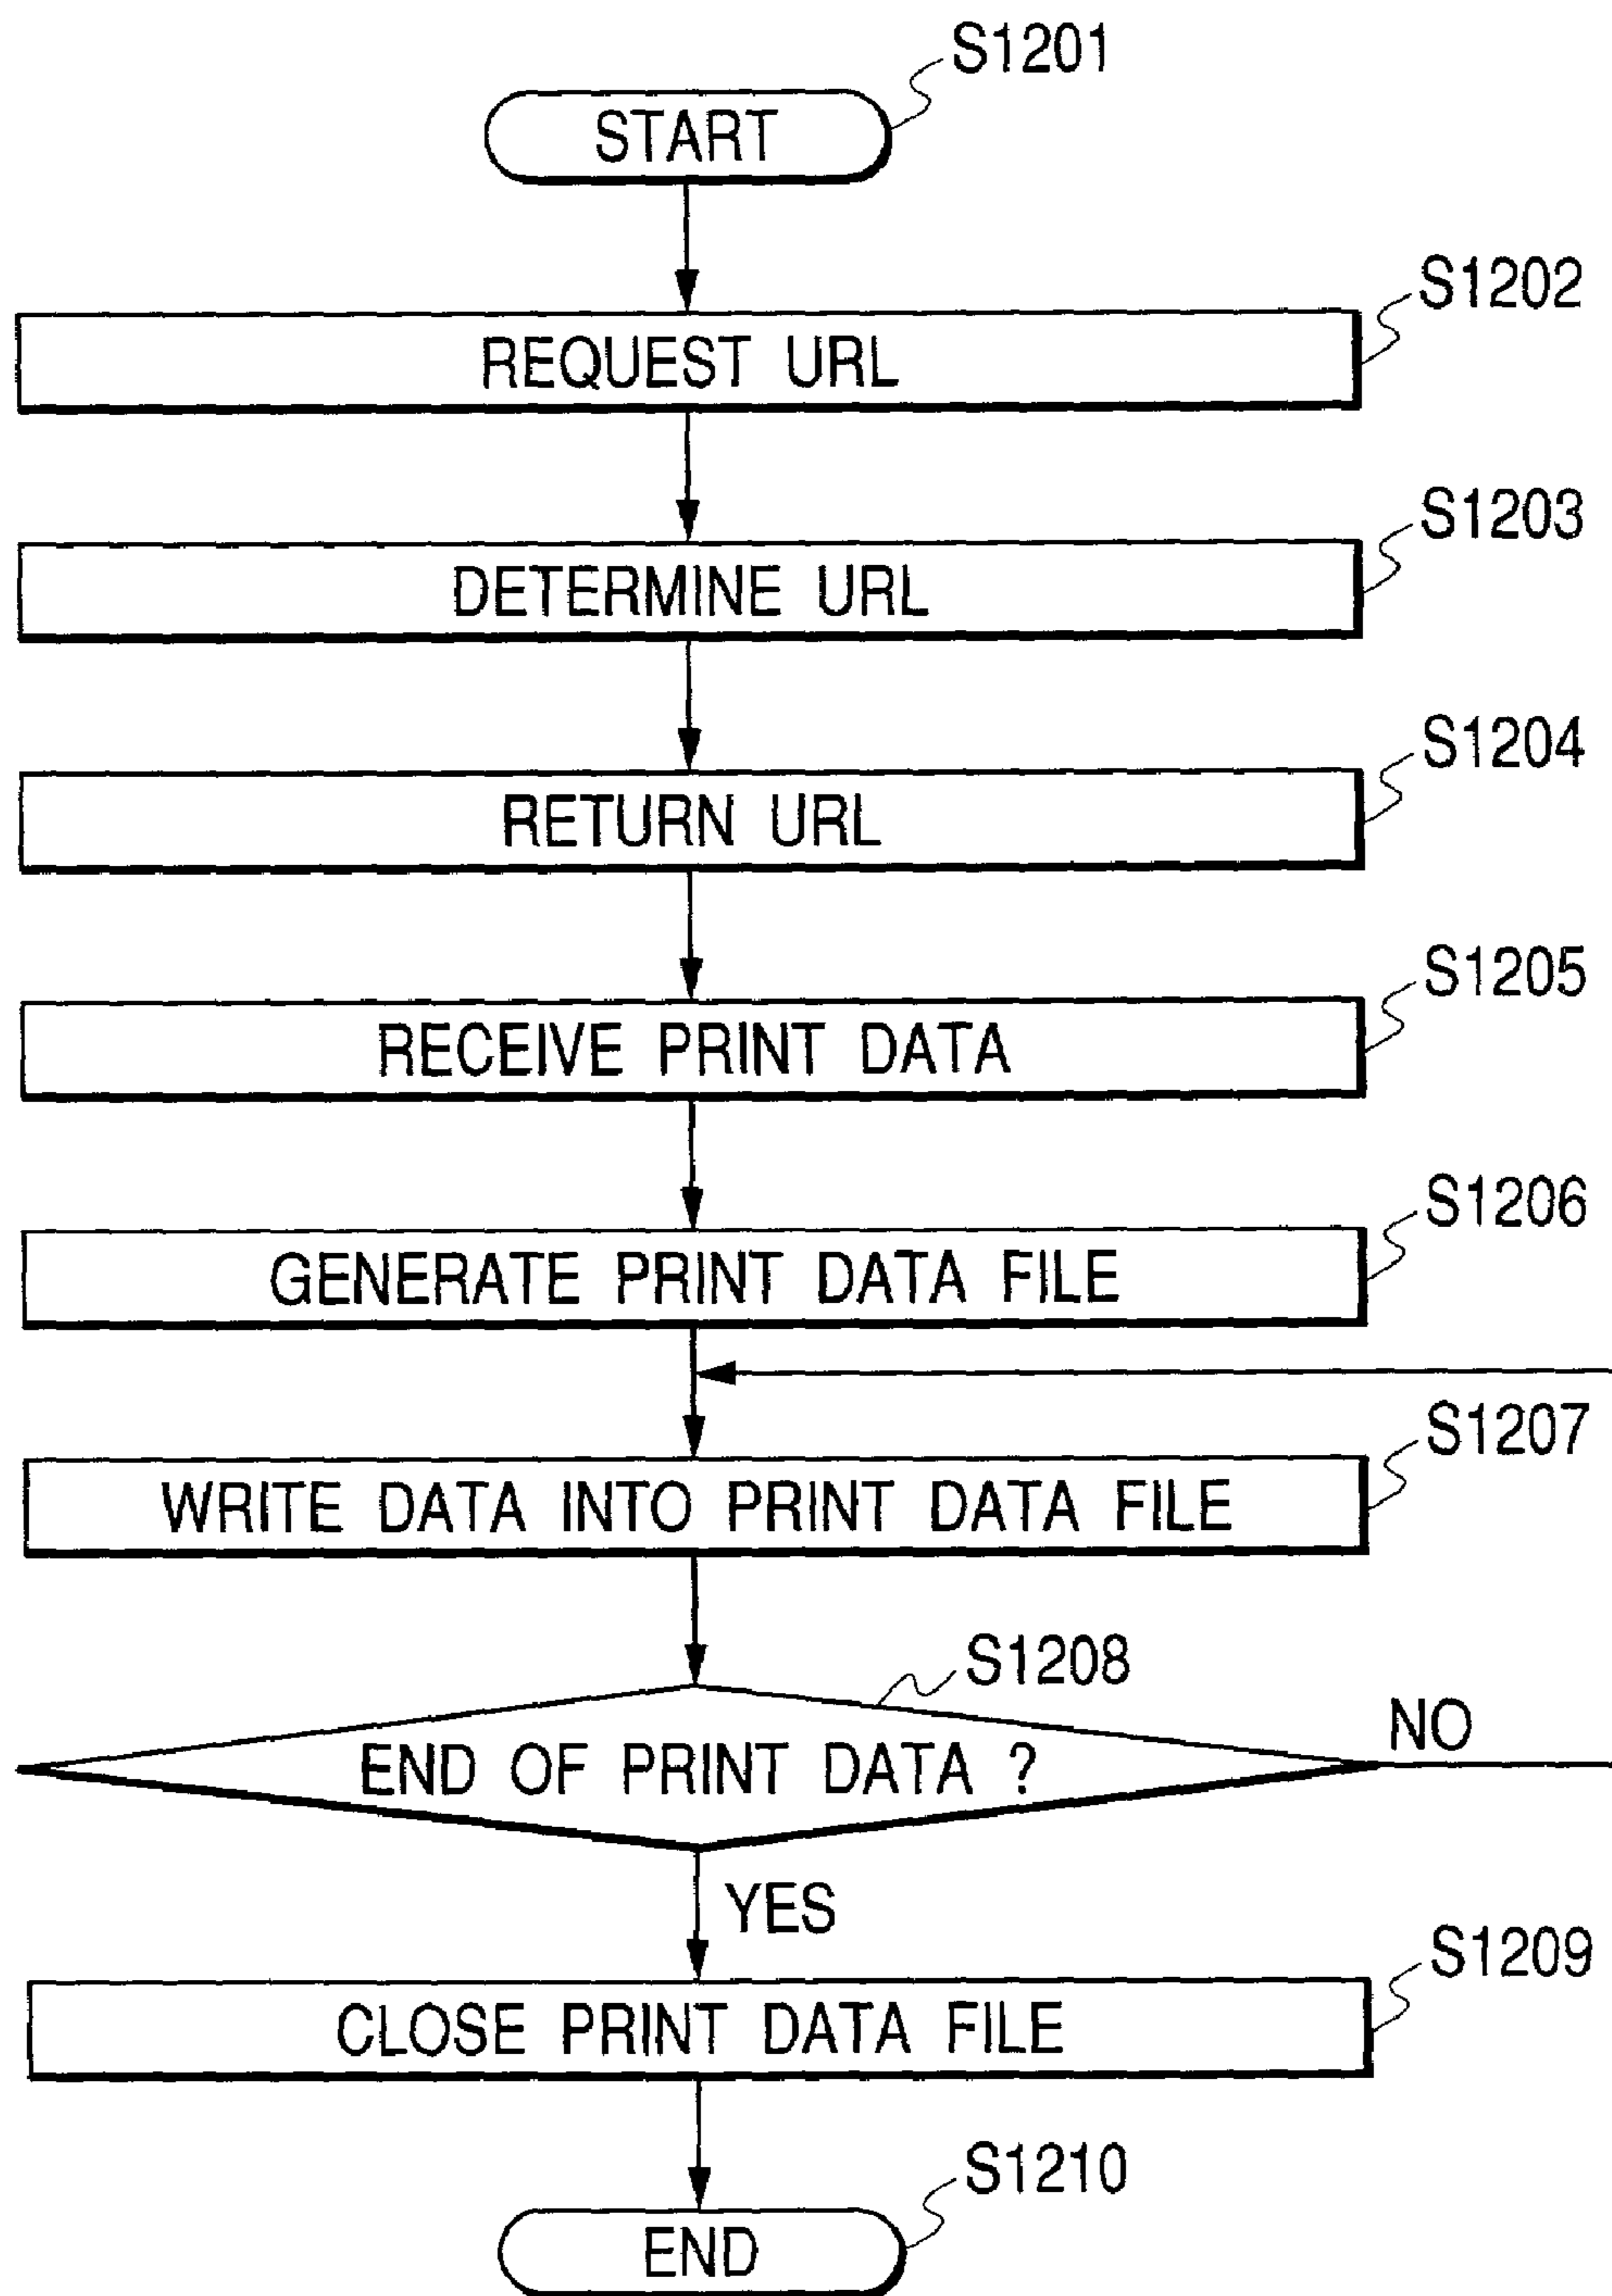 S1201
START
S1202
REQUEST URL
S1203
DETERMINE URL
S1204
RETURN URL
S1205
RECEIVE PRINT DATA
S1206
GENERATE PRINT DATA FILE
S1207
WRITE DATA INTO PRINT DATA FILE
S1208
END OF PRINT DATA ?
NO
YES
S1209
CLOSE PRINT DATA FILE
S1210
END